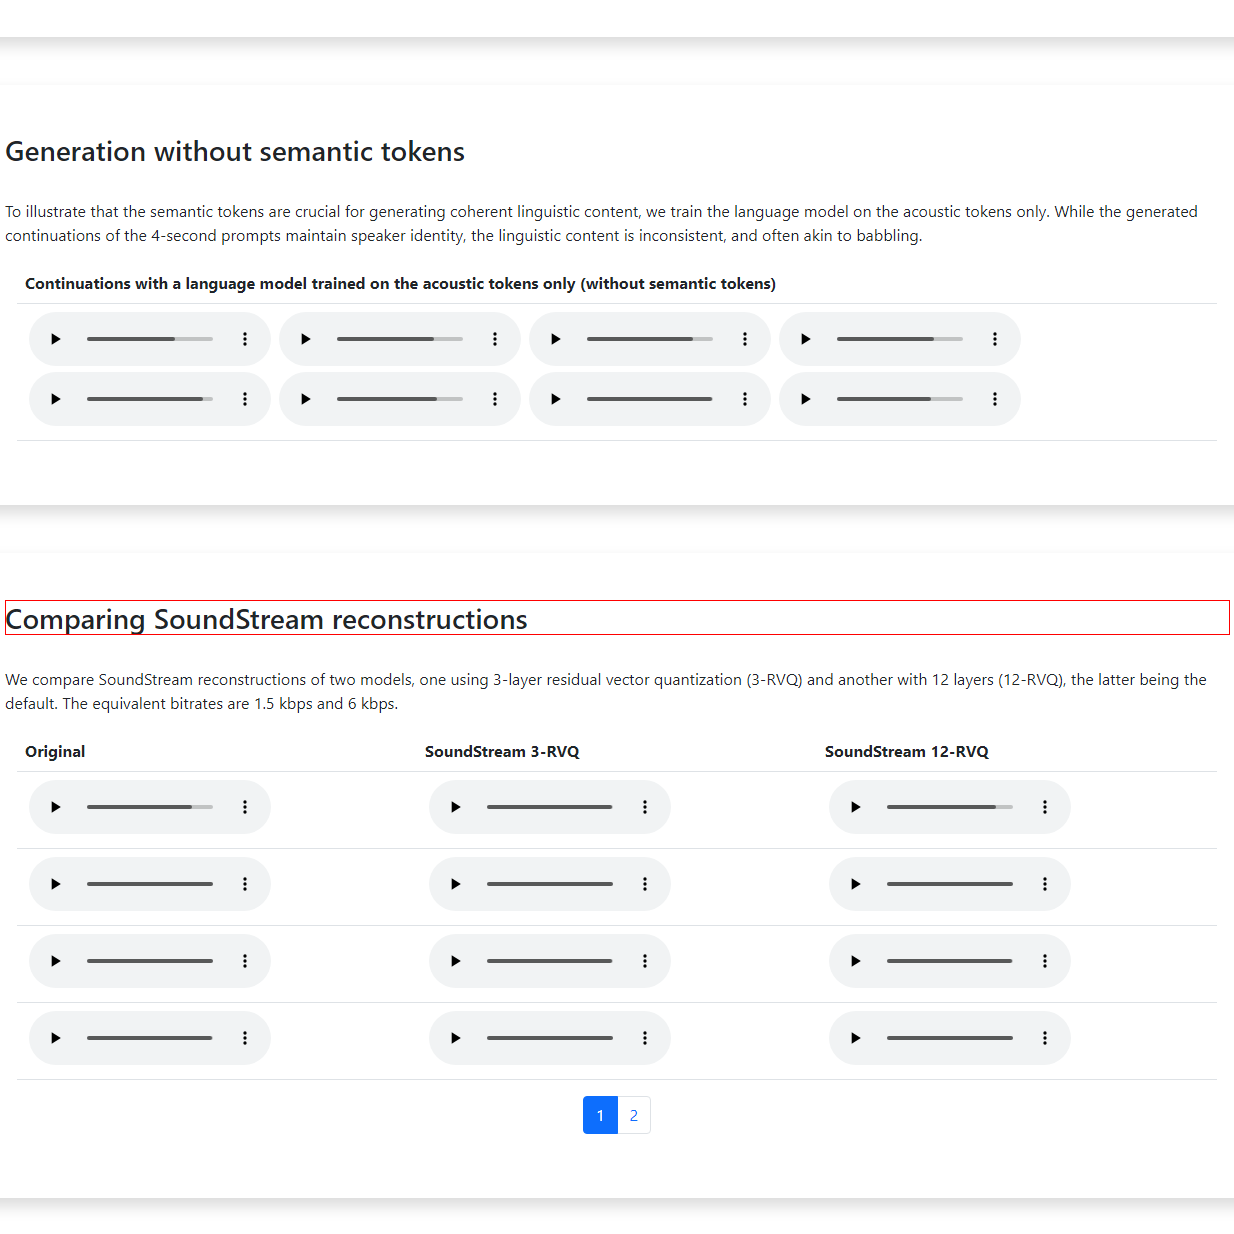 Generation without semantic tokens
To illustrate that the semantic tokens are crucial for generating coherent linguistic content, we train the language model on the acoustic tokens only. While the generated
continuations of the 4-second prompts maintain speaker identity, the linguistic content is inconsistent, and often akin to babbling.
Continuations with a language model trained on the acoustic tokens only (without semantic tokens)
Comparing SoundStream reconstructions
We compare SoundStream reconstructions of two models, one using 3-layer residual vector quantization (3-RVQ) and another with 12 layers (12-RVQ), the latter being the
default. The equivalent bitrates are 1.5 kbps and 6 kbps.
Original SoundStream 3-RVQ SoundStream 12-RVQ
1 2